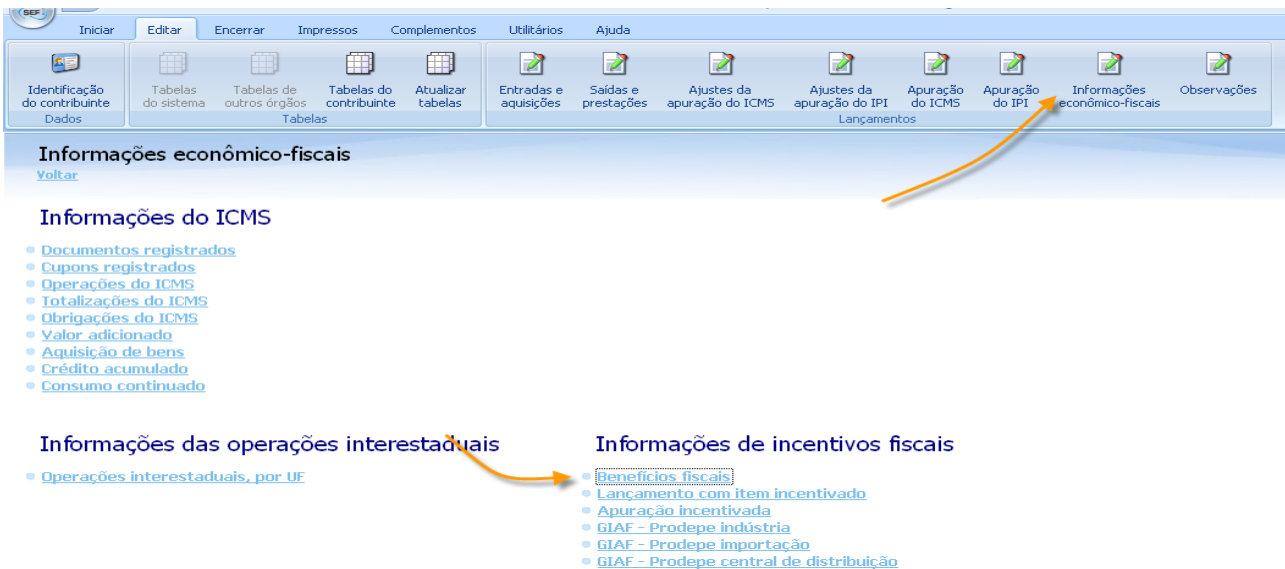 SEF
Iniciar Editar Encerrar Impressos Complementos Utilitários Ajuda
Identificação do contribuinte
Tabelas do sistema
Tabelas de outros órgãos
Tabelas do contribuinte
Atualizar tabelas
Entradas e aquisições
Saídas e prestações
Ajustes da apuração do ICMS
Ajustes da apuração do IPI
Apuração do ICMS
Apuração do IPI
Informações econômico-fiscais
Observações
Dados Tabelas Lançamentos
Informações econômico-fiscais
Voltar
Informações do ICMS
Documentos registrados
Cupons registrados
Operações do ICMS
Totalizações do ICMS
Obrigações do ICMS
Valor adicionado
Aquisição de bens
Crédito acumulado
Consumo continuado
Informações das operações interestaduais
Operações interestaduais, por UF
Informações de incentivos fiscais
Benefícios fiscais
Lançamento com item incentivado
Apuração incentivada
GIAF - Prodepe indústria
GIAF - Prodepe importação
GIAF - Prodepe central de distribuição